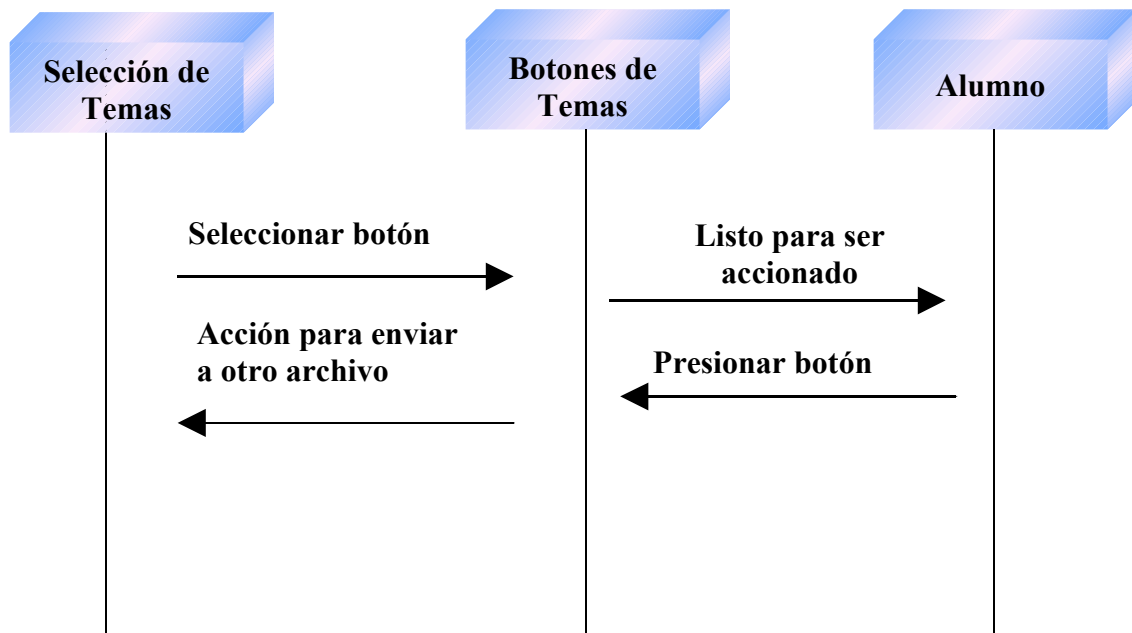 Selección de
Temas
Botones de
Temas
Alumno
Seleccionar botón
Listo para ser
accionado
Acción para enviar
a otro archivo
Presionar botón